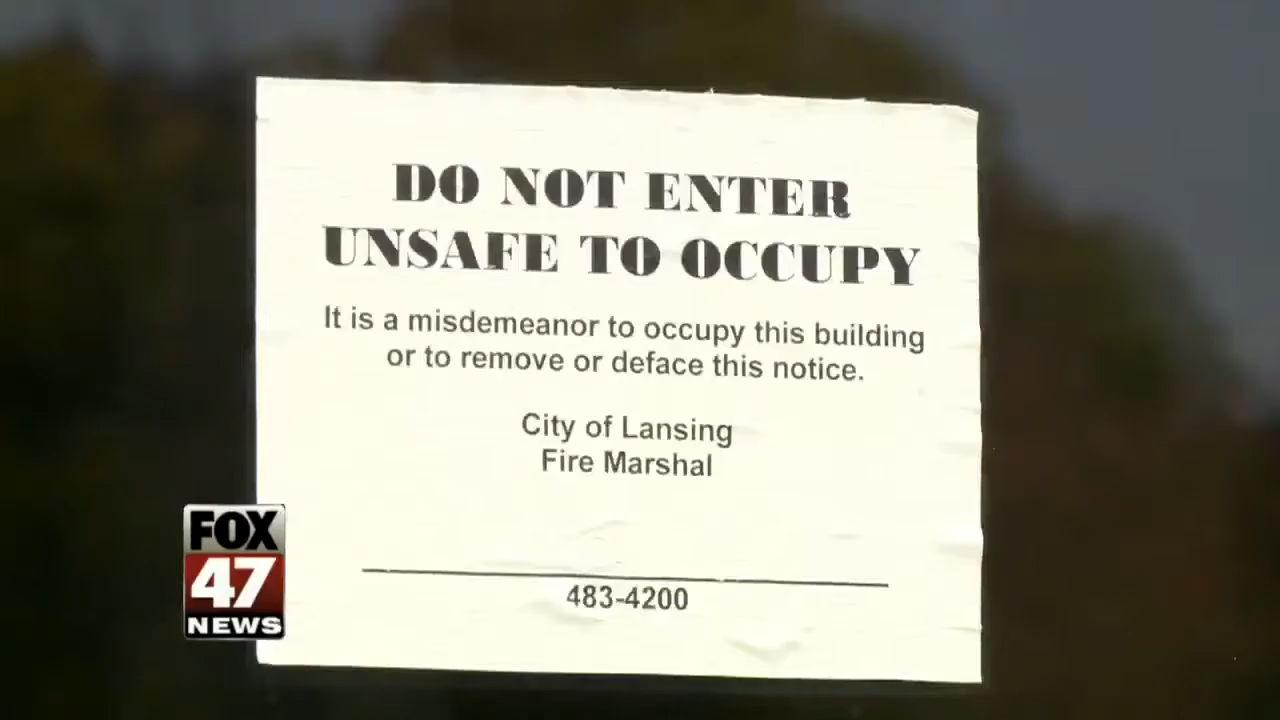 DO NOT ENTER
UNSAFE TO OCCUPY
It is a misdemeanor to occupy this building
or to remove or deface this notice.
City of Lansing
Fire Marshal
483-4200
FOX
47
NEWS